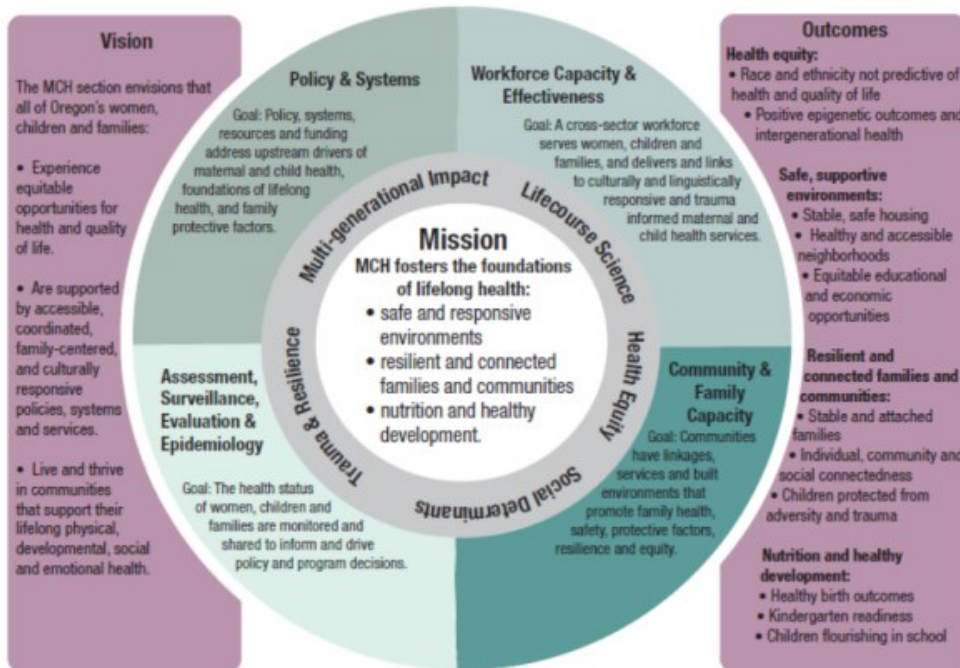 Vision
The MCH section envisions that
all of Oregon's women,
children and families:
• Experience
equitable
opportunities for
health and quality
of life.
• Are supported
by accessible,
coordinated,
family-centered,
and culturally
responsive
policies, systems
and services.
• Live and thrive
in communities
that support their
lifelong physical,
developmental, social
and emotional health.
Policy & Systems
Goal: Policy, systems,
resources and funding
address upstream drivers of
maternal and child health,
foundations of lifelong
health, and family
protective factors.
Workforce Capacity &
Effectiveness
Goal: A cross-sector workforce
serves women, children and
families, and delivers and links
to culturally and linguistically
responsive and trauma
informed maternal and
child health services.
Multi-generational Impact
Lifecourse Science
Health Equity
Social Determinants
Trauma & Resilience
Mission
MCH fosters the foundations
of lifelong health:
• safe and responsive
environments
• resilient and connected
families and communities
• nutrition and healthy
development.
Assessment,
Surveillance,
Evaluation &
Epidemiology
Goal: The health status
of women, children and
families are monitored and
shared to inform and drive
policy and program decisions.
Community &
Family
Capacity
Goal: Communities
have linkages,
services and built
environments that
promote family health,
safety, protective factors,
resilience and equity.
Outcomes
Health equity:
• Race and ethnicity not predictive of
health and quality of life
• Positive epigenetic outcomes and
intergenerational health
Safe, supportive
environments:
• Stable, safe housing
• Healthy and accessible
neighborhoods
• Equitable educational
and economic
opportunities
Resilient and
connected families and
communities:
• Stable and attached
families
• Individual, community and
social connectedness
• Children protected from
adversity and trauma
Nutrition and healthy
development:
• Healthy birth outcomes
• Kindergarten readiness
• Children flourishing in school